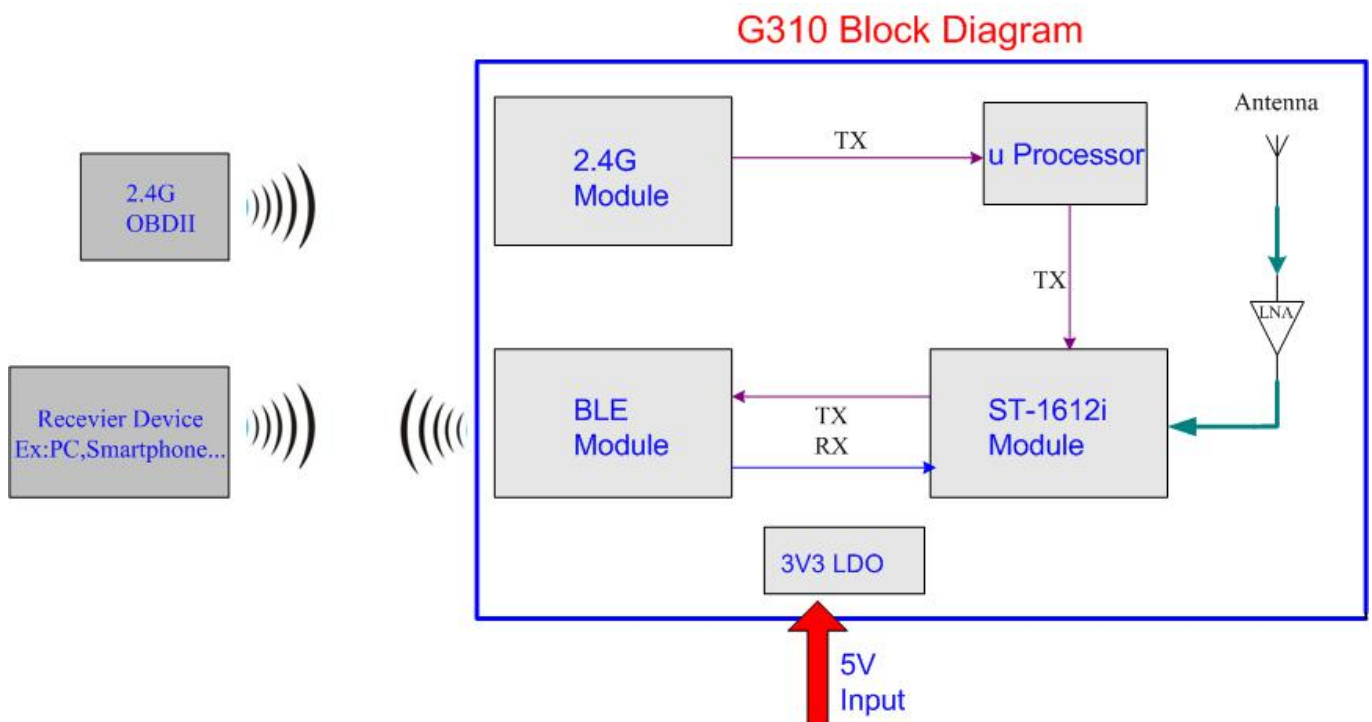 G310 Block Diagram
2.4G
OBDII
2.4G
Module
TX
u Processor
Antenna
TX
LNA
Recevier Device
Ex:PC,Smartphone...
BLE
Module
TX
RX
ST-1612i
Module
3V3 LDO
5V
Input